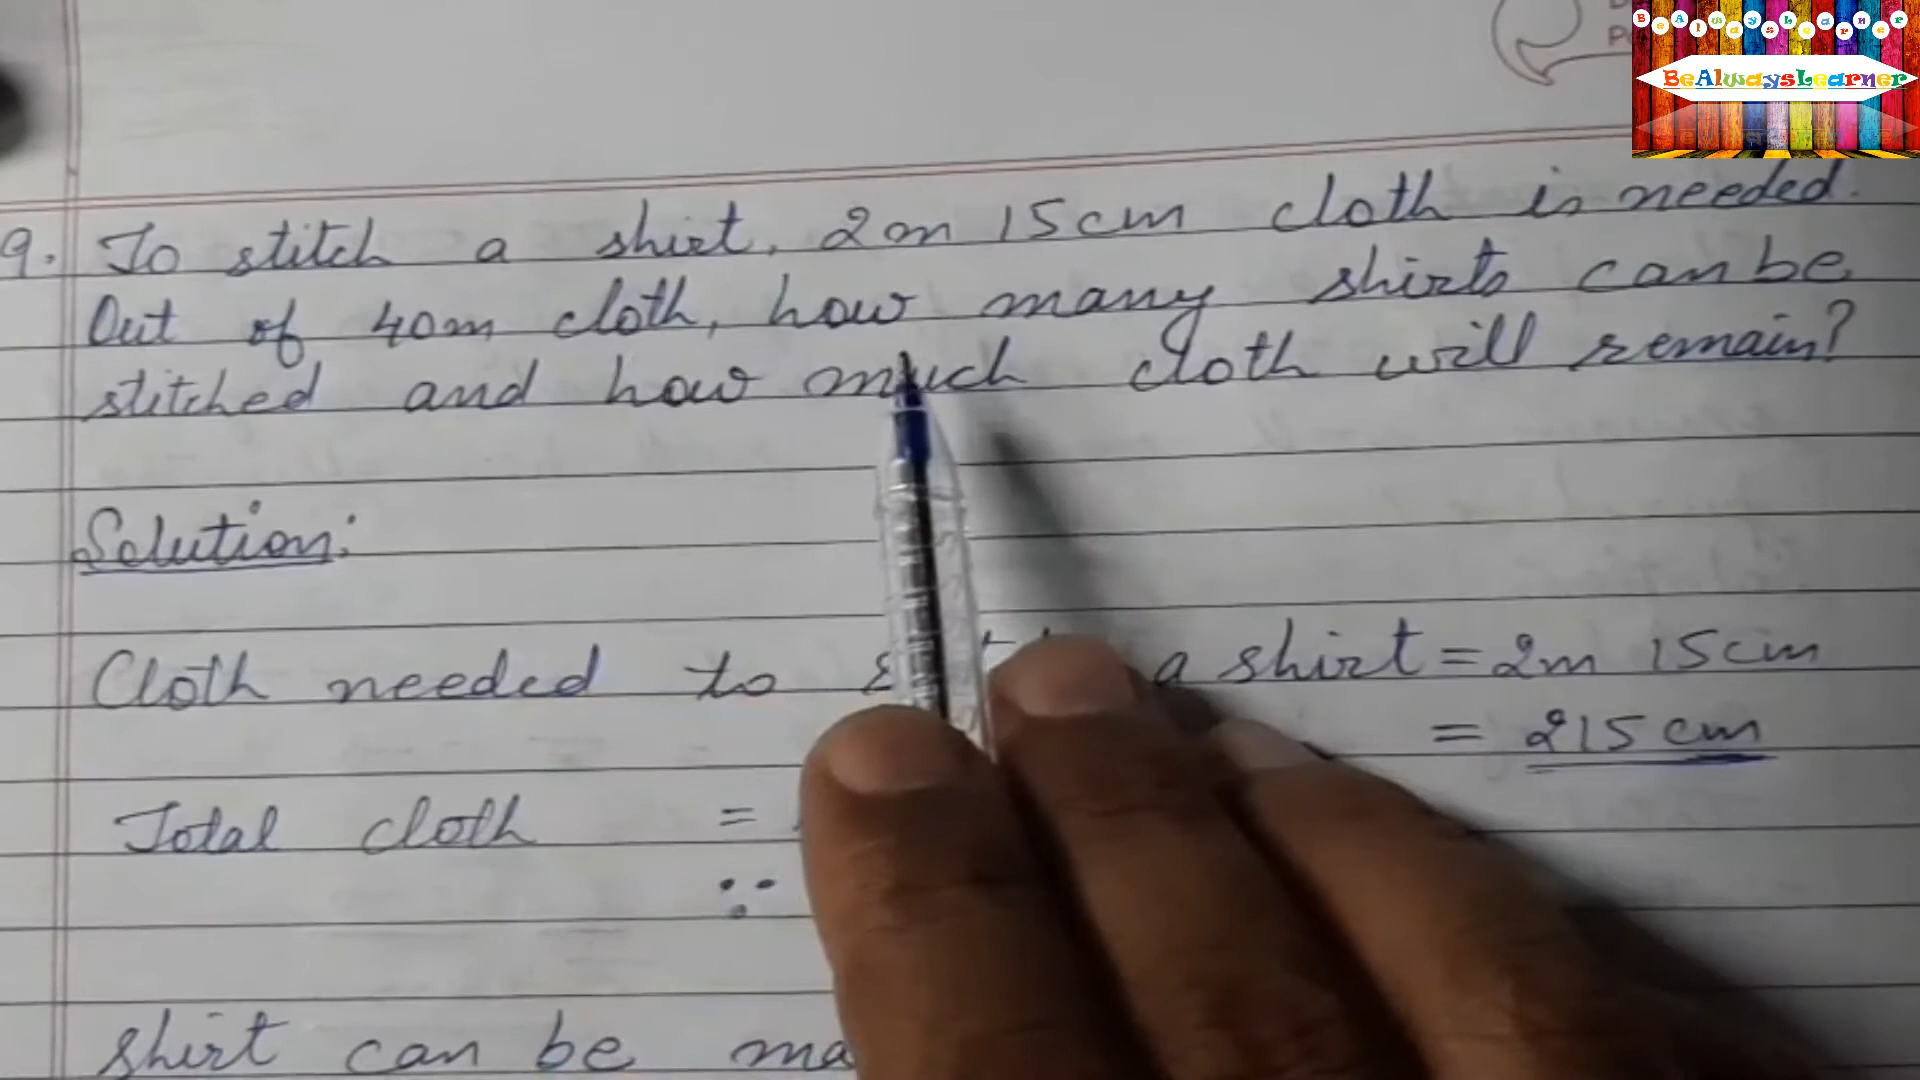 BeAlwaysLearner
BeAlwaysLearner
9. To stitch a shirt, 2m 15cm cloth is needed.
Out of 40m cloth, how many shirts can be
stitched and how much cloth will remain?
Solution:
Cloth needed to a shirt = 2m 15cm
= 215 cm
Total cloth =
∵
shirt can be